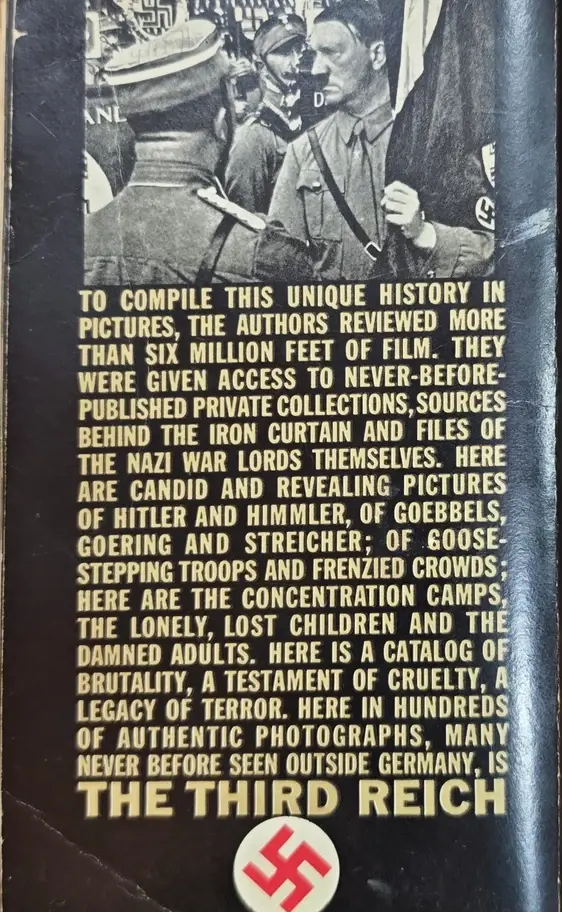 ANL
D
TO COMPILE THIS UNIQUE HISTORY IN
PICTURES, THE AUTHORS REVIEWED MORE
THAN SIX MILLION FEET OF FILM. THEY
WERE GIVEN ACCESS TO NEVER-BEFORE-
PUBLISHED PRIVATE COLLECTIONS, SOURCES
BEHIND THE IRON CURTAIN AND FILES OF
THE NAZI WAR LORDS THEMSELVES. HERE
ARE CANDID AND REVEALING PICTURES
OF HITLER AND HIMMLER, OF GOEBBELS,
GOERING AND STREICHER; OF GOOSE-
STEPPING TROOPS AND FRENZIED CROWDS;
HERE ARE THE CONCENTRATION CAMPS,
THE LONELY, LOST CHILDREN AND THE
DAMNED ADULTS. HERE IS A CATALOG OF
BRUTALITY, A TESTAMENT OF CRUELTY, A
LEGACY OF TERROR. HERE IN HUNDREDS
OF AUTHENTIC PHOTOGRAPHS, MANY
NEVER BEFORE SEEN OUTSIDE GERMANY, IS
THE THIRD REICH